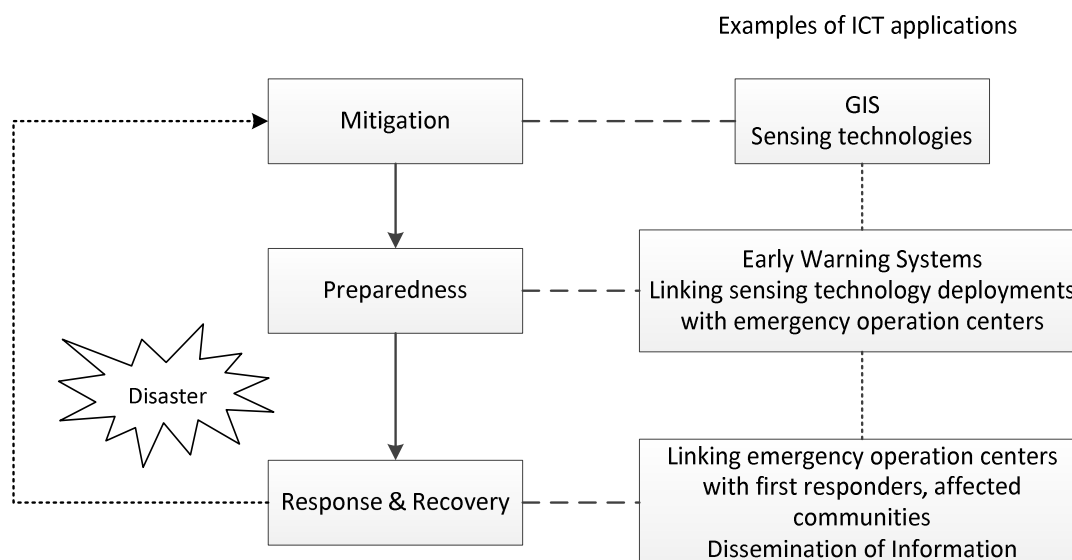 Examples of ICT applications
Mitigation
GIS
Sensing technologies
Preparedness
Early Warning Systems
Linking sensing technology deployments
with emergency operation centers
Disaster
Response & Recovery
Linking emergency operation centers
with first responders, affected
communities
Dissemination of Information